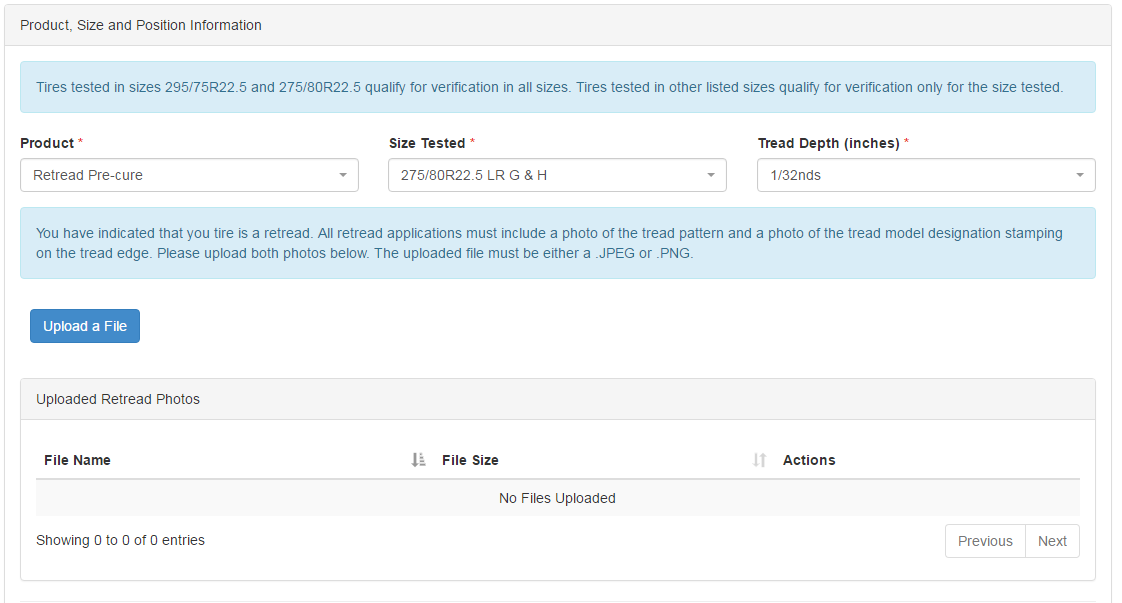 Product, Size and Position Information
Tires tested in sizes 295/75R22.5 and 275/80R22.5 qualify for verification in all sizes. Tires tested in other listed sizes qualify for verification only for the size tested.
Product *
Size Tested *
Tread Depth (inches) *
Retread Pre-cure
275/80R22.5 LR G & H
1/32nds
You have indicated that you tire is a retread. All retread applications must include a photo of the tread pattern and a photo of the tread model designation stamping
on the tread edge. Please upload both photos below. The uploaded file must be either a .JPEG or .PNG.
Upload a File
Uploaded Retread Photos
File Name
File Size
Actions
No Files Uploaded
Showing 0 to 0 of 0 entries
Previous
Next